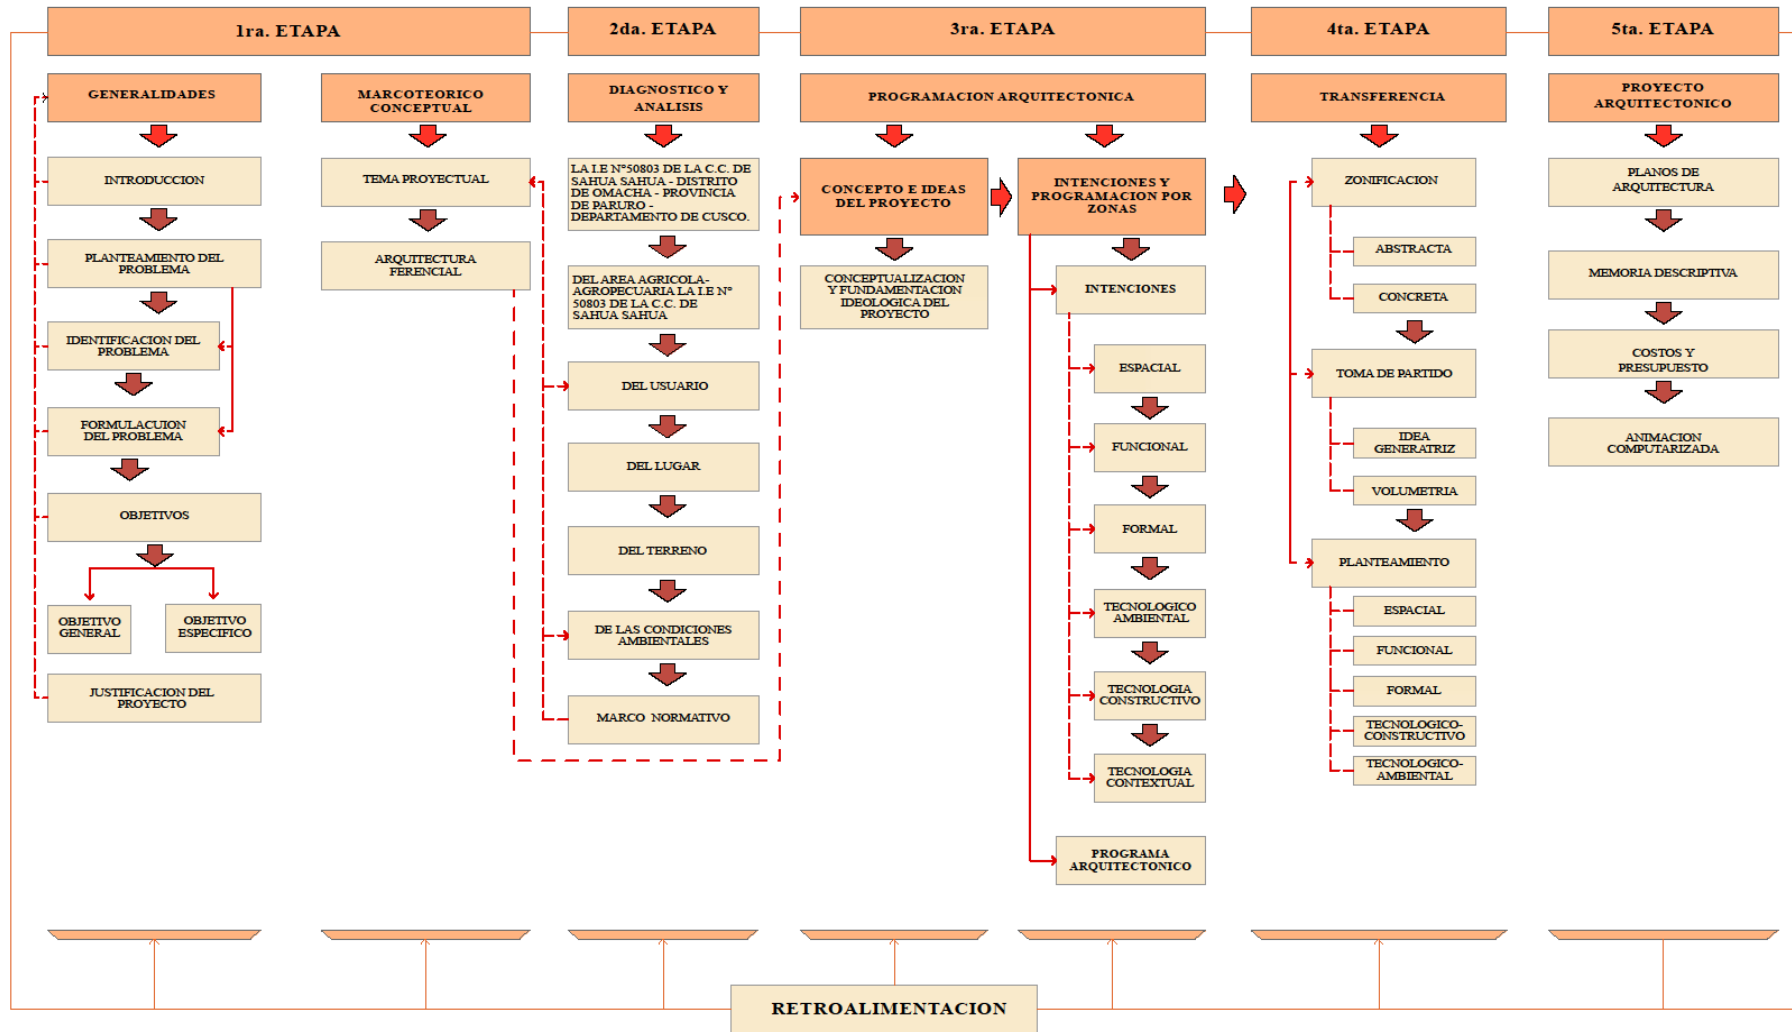 1ra. ETAPA
2da. ETAPA
3ra. ETAPA
4ta. ETAPA
5ta. ETAPA
GENERALIDADES
INTRODUCCION
PLANTEAMIENTO DEL
PROBLEMA
IDENTIFICACION DEL
PROBLEMA
FORMULACUION
DEL PROBLEMA
OBJETIVOS
OBJETIVO
GENERAL
OBJETIVO
ESPECIFICO
JUSTIFICACION DEL
PROYECTO
MARCOTEORICO
CONCEPTUAL
TEMA PROYECTUAL
ARQUITECTURA
FERENCIAL
DIAGNOSTICO Y
ANALISIS
LA I.E N°50803 DE LA C.C. DE
SAHUA SAHUA - DISTRITO
DE OMACHA - PROVINCIA
DE PARURO -
DEPARTAMENTO DE CUSCO.
DEL AREA AGRICOLA-
AGROPECUARIA LA I.E N°
50803 DE LA C.C. DE
SAHUA SAHUA
DEL USUARIO
DEL LUGAR
DEL TERRENO
DE LAS CONDICIONES
AMBIENTALES
MARCO NORMATIVO
PROGRAMACION ARQUITECTONICA
CONCEPTO E IDEAS
DEL PROYECTO
CONCEPTUALIZACION
Y FUNDAMENTACION
IDEOLOGICA DEL
PROYECTO
INTENCIONES Y
PROGRAMACION POR
ZONAS
INTENCIONES
ESPACIAL
FUNCIONAL
FORMAL
TECNOLOGICO
AMBIENTAL
TECNOLOGIA
CONSTRUCTIVO
TECNOLOGIA
CONTEXTUAL
PROGRAMA
ARQUITECTONICO
TRANSFERENCIA
ZONIFICACION
ABSTRACTA
CONCRETA
TOMA DE PARTIDO
IDEA
GENERATRIZ
VOLUMETRIA
PLANTEAMIENTO
ESPACIAL
FUNCIONAL
FORMAL
TECNOLOGICO-
CONSTRUCTIVO
TECNOLOGICO-
AMBIENTAL
PROYECTO
ARQUITECTONICO
PLANOS DE
ARQUITECTURA
MEMORIA DESCRIPTIVA
COSTOS Y
PRESUPUESTO
ANIMACION
COMPUTARIZADA
RETROALIMENTACION